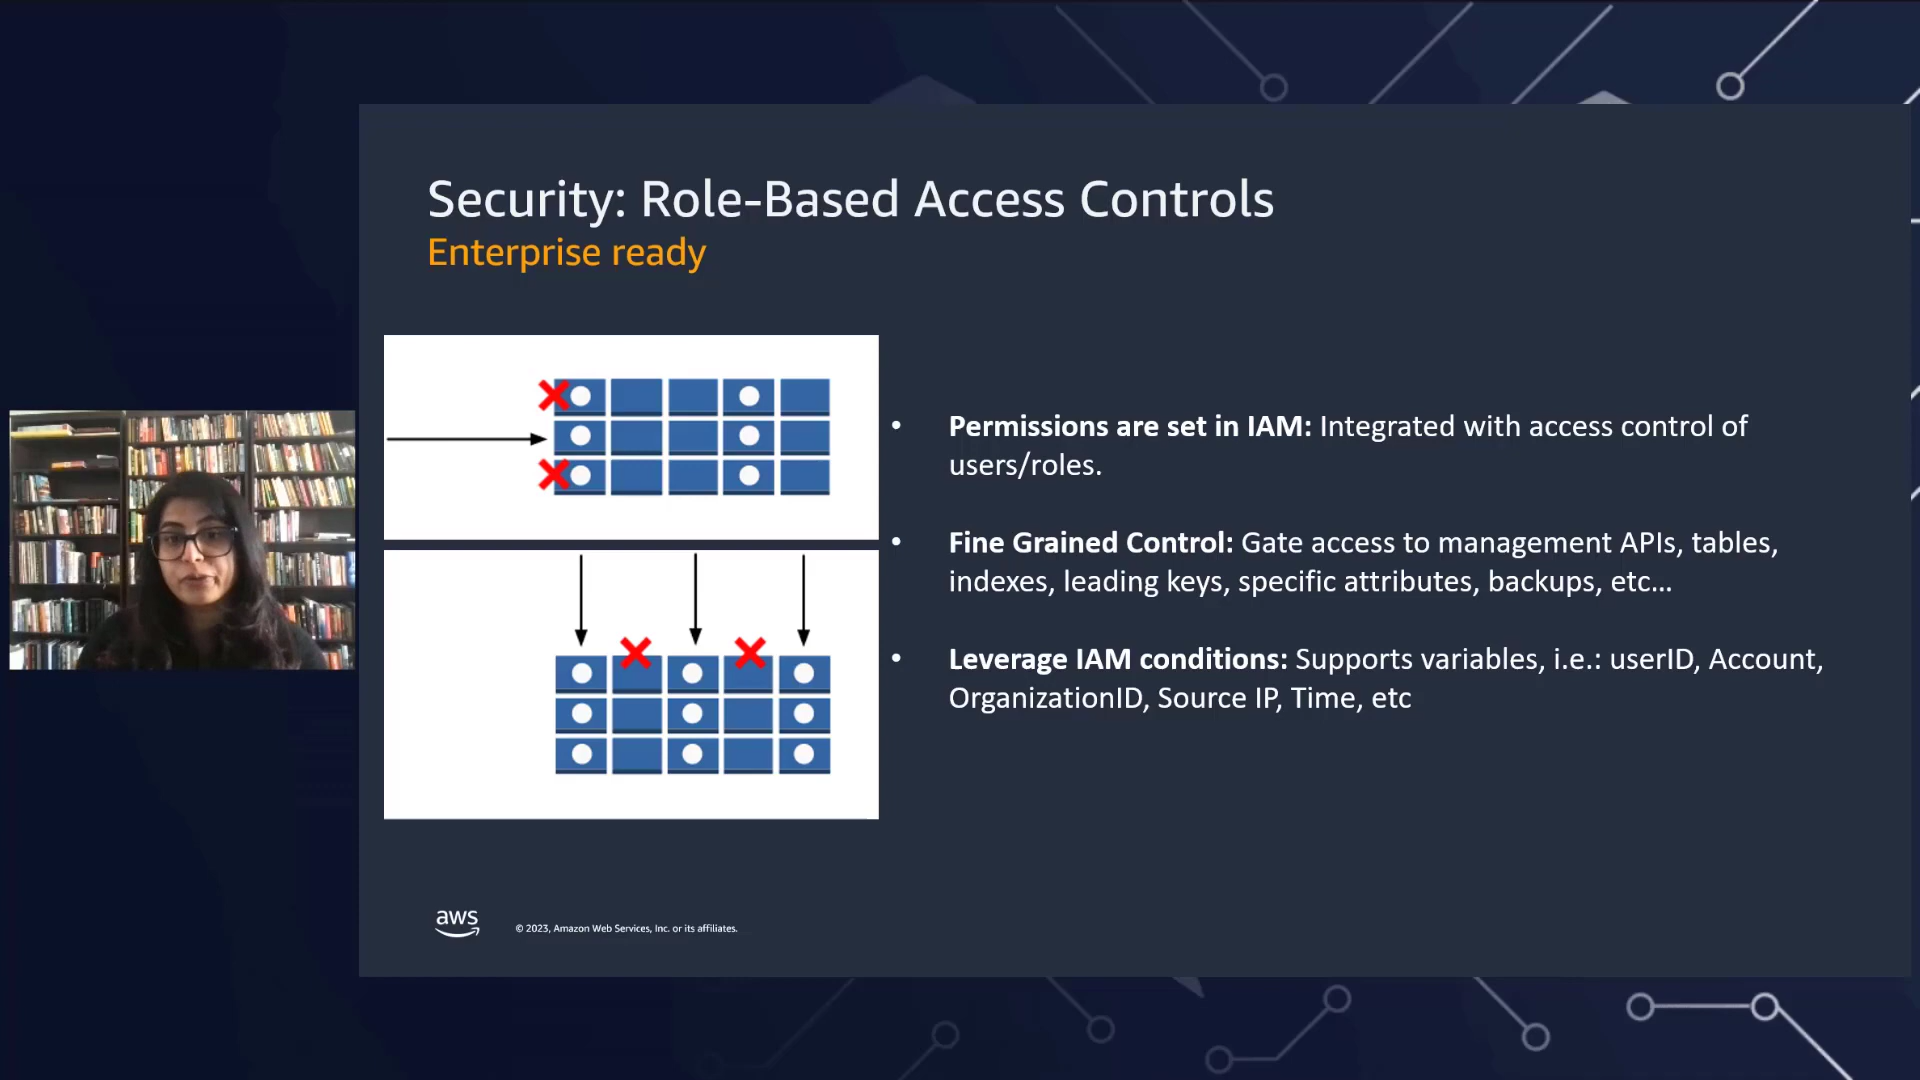 Security: Role-Based Access Controls
Enterprise ready
• Permissions are set in IAM: Integrated with access control of
users/roles.
• Fine Grained Control: Gate access to management APIs, tables,
indexes, leading keys, specific attributes, backups, etc...
• Leverage IAM conditions: Supports variables, i.e.: userID, Account,
OrganizationID, Source IP, Time, etc
aws
© 2023, Amazon Web Services, Inc. or its affiliates.